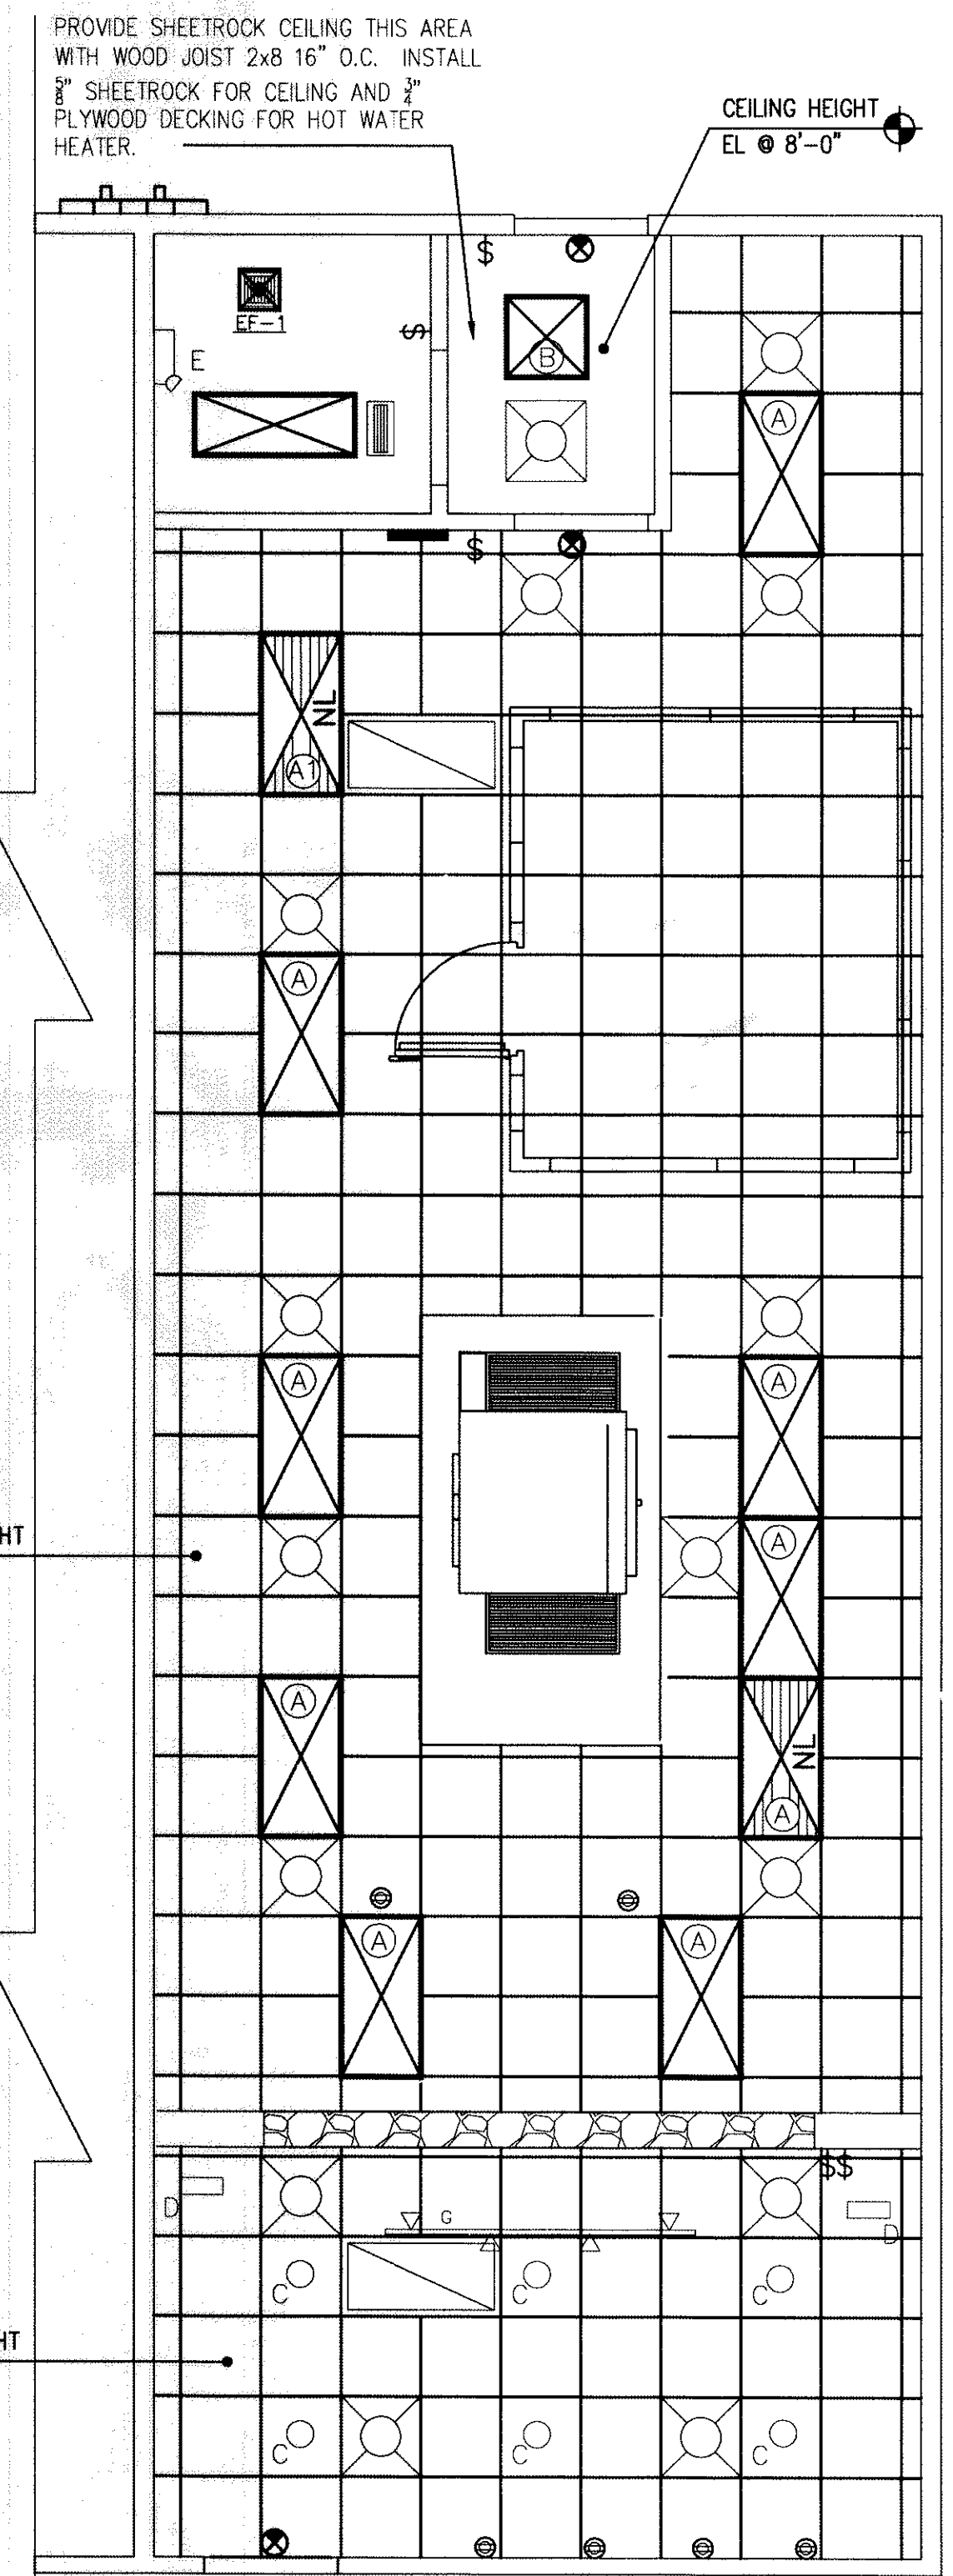 PROVIDE SHEETROCK CEILING THIS AREA
WITH WOOD JOIST 2x8 16" O.C. INSTALL
5/8" SHEETROCK FOR CEILING AND 3/4"
PLYWOOD DECKING FOR HOT WATER
HEATER.
CEILING HEIGHT
EL @ 8'-0"
$
EF-1
$
B
E
A
$
NL
A1
A
A
A
HT
A
A
NL
A
A
A
$$
D
G
D
C
C
C
HT
C
C
C